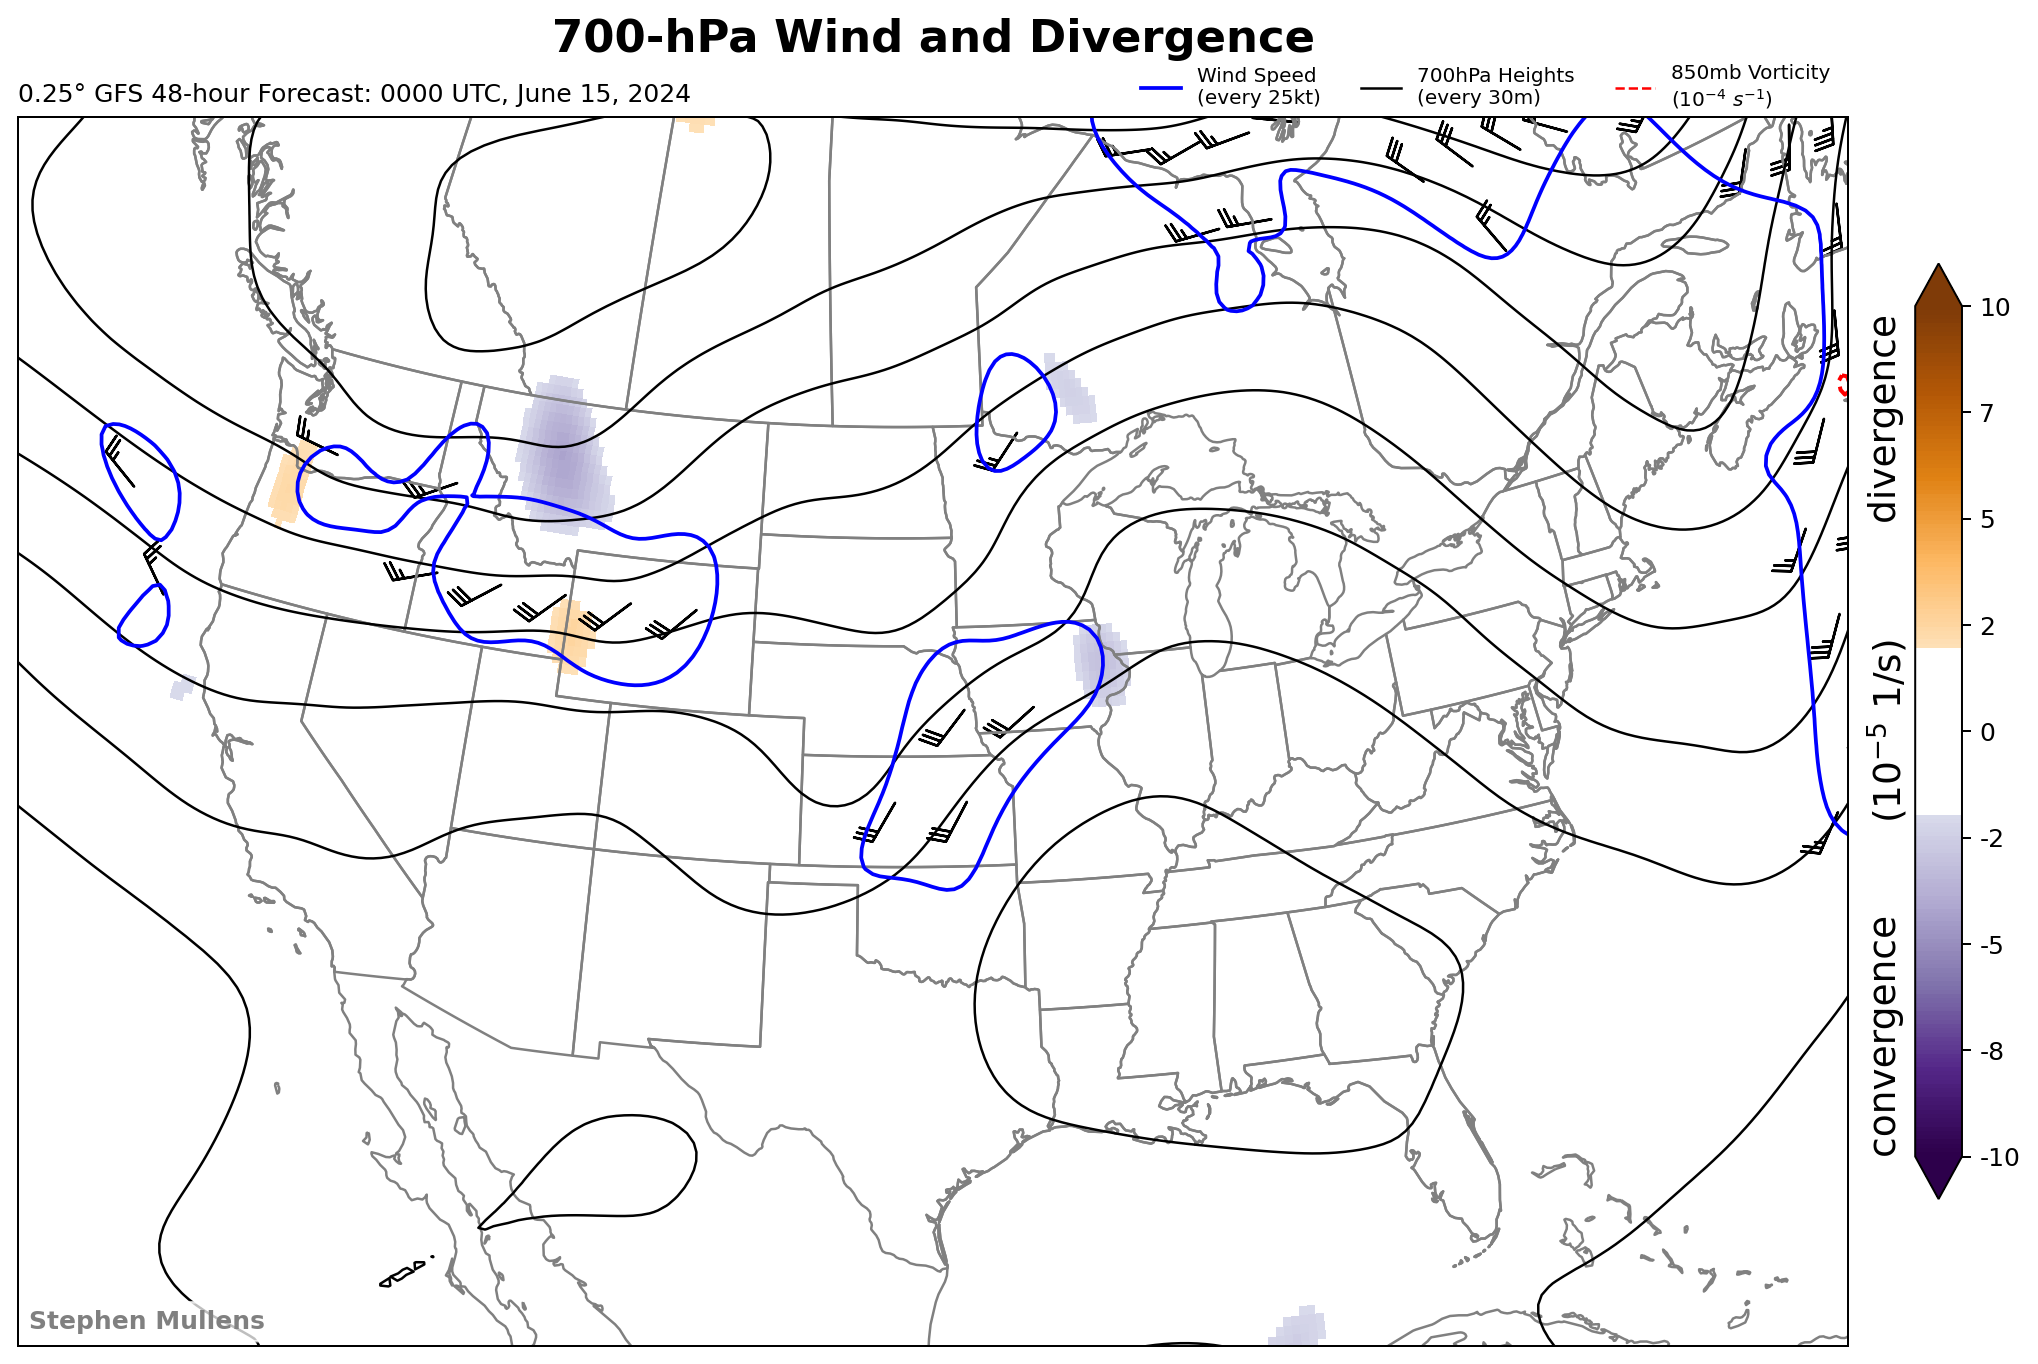 700-hPa Wind and Divergence
0.25° GFS 48-hour Forecast: 0000 UTC, June 15, 2024
Wind Speed
(every 25kt)
700hPa Heights
(every 30m)
850mb Vorticity
(10⁻⁴ s⁻¹)
10
7
5
2
0
-2
-5
-8
-10
convergence (10⁻⁵ 1/s) divergence
Stephen Mullens